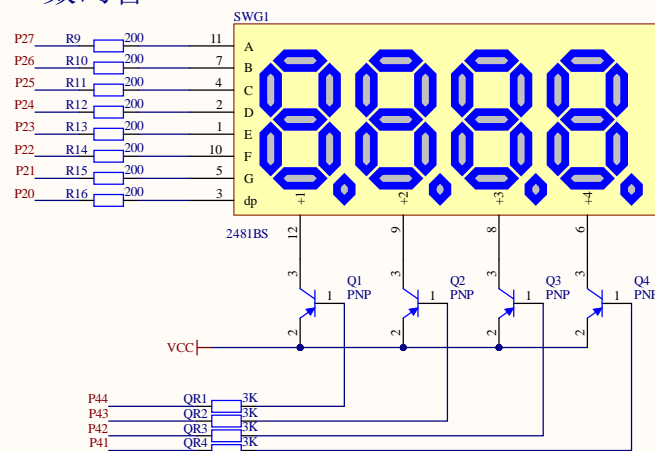 SWG1
P27 R9 200 11 A
P26 R10 200 7 B
P25 R11 200 4 C
P24 R12 200 2 D
P23 R13 200 1 E
P22 R14 200 10 F
P21 R15 200 5 G
P20 R16 200 3 dp
+1 +2 +3 +4
2481BS 12 9 8 6
3 Q1 3 Q2 3 Q3 3 Q4
1 PNP 1 PNP 1 PNP 1 PNP
2 2 2 2
VCC
P44 QR1 3K
P43 QR2 3K
P42 QR3 3K
P41 QR4 3K